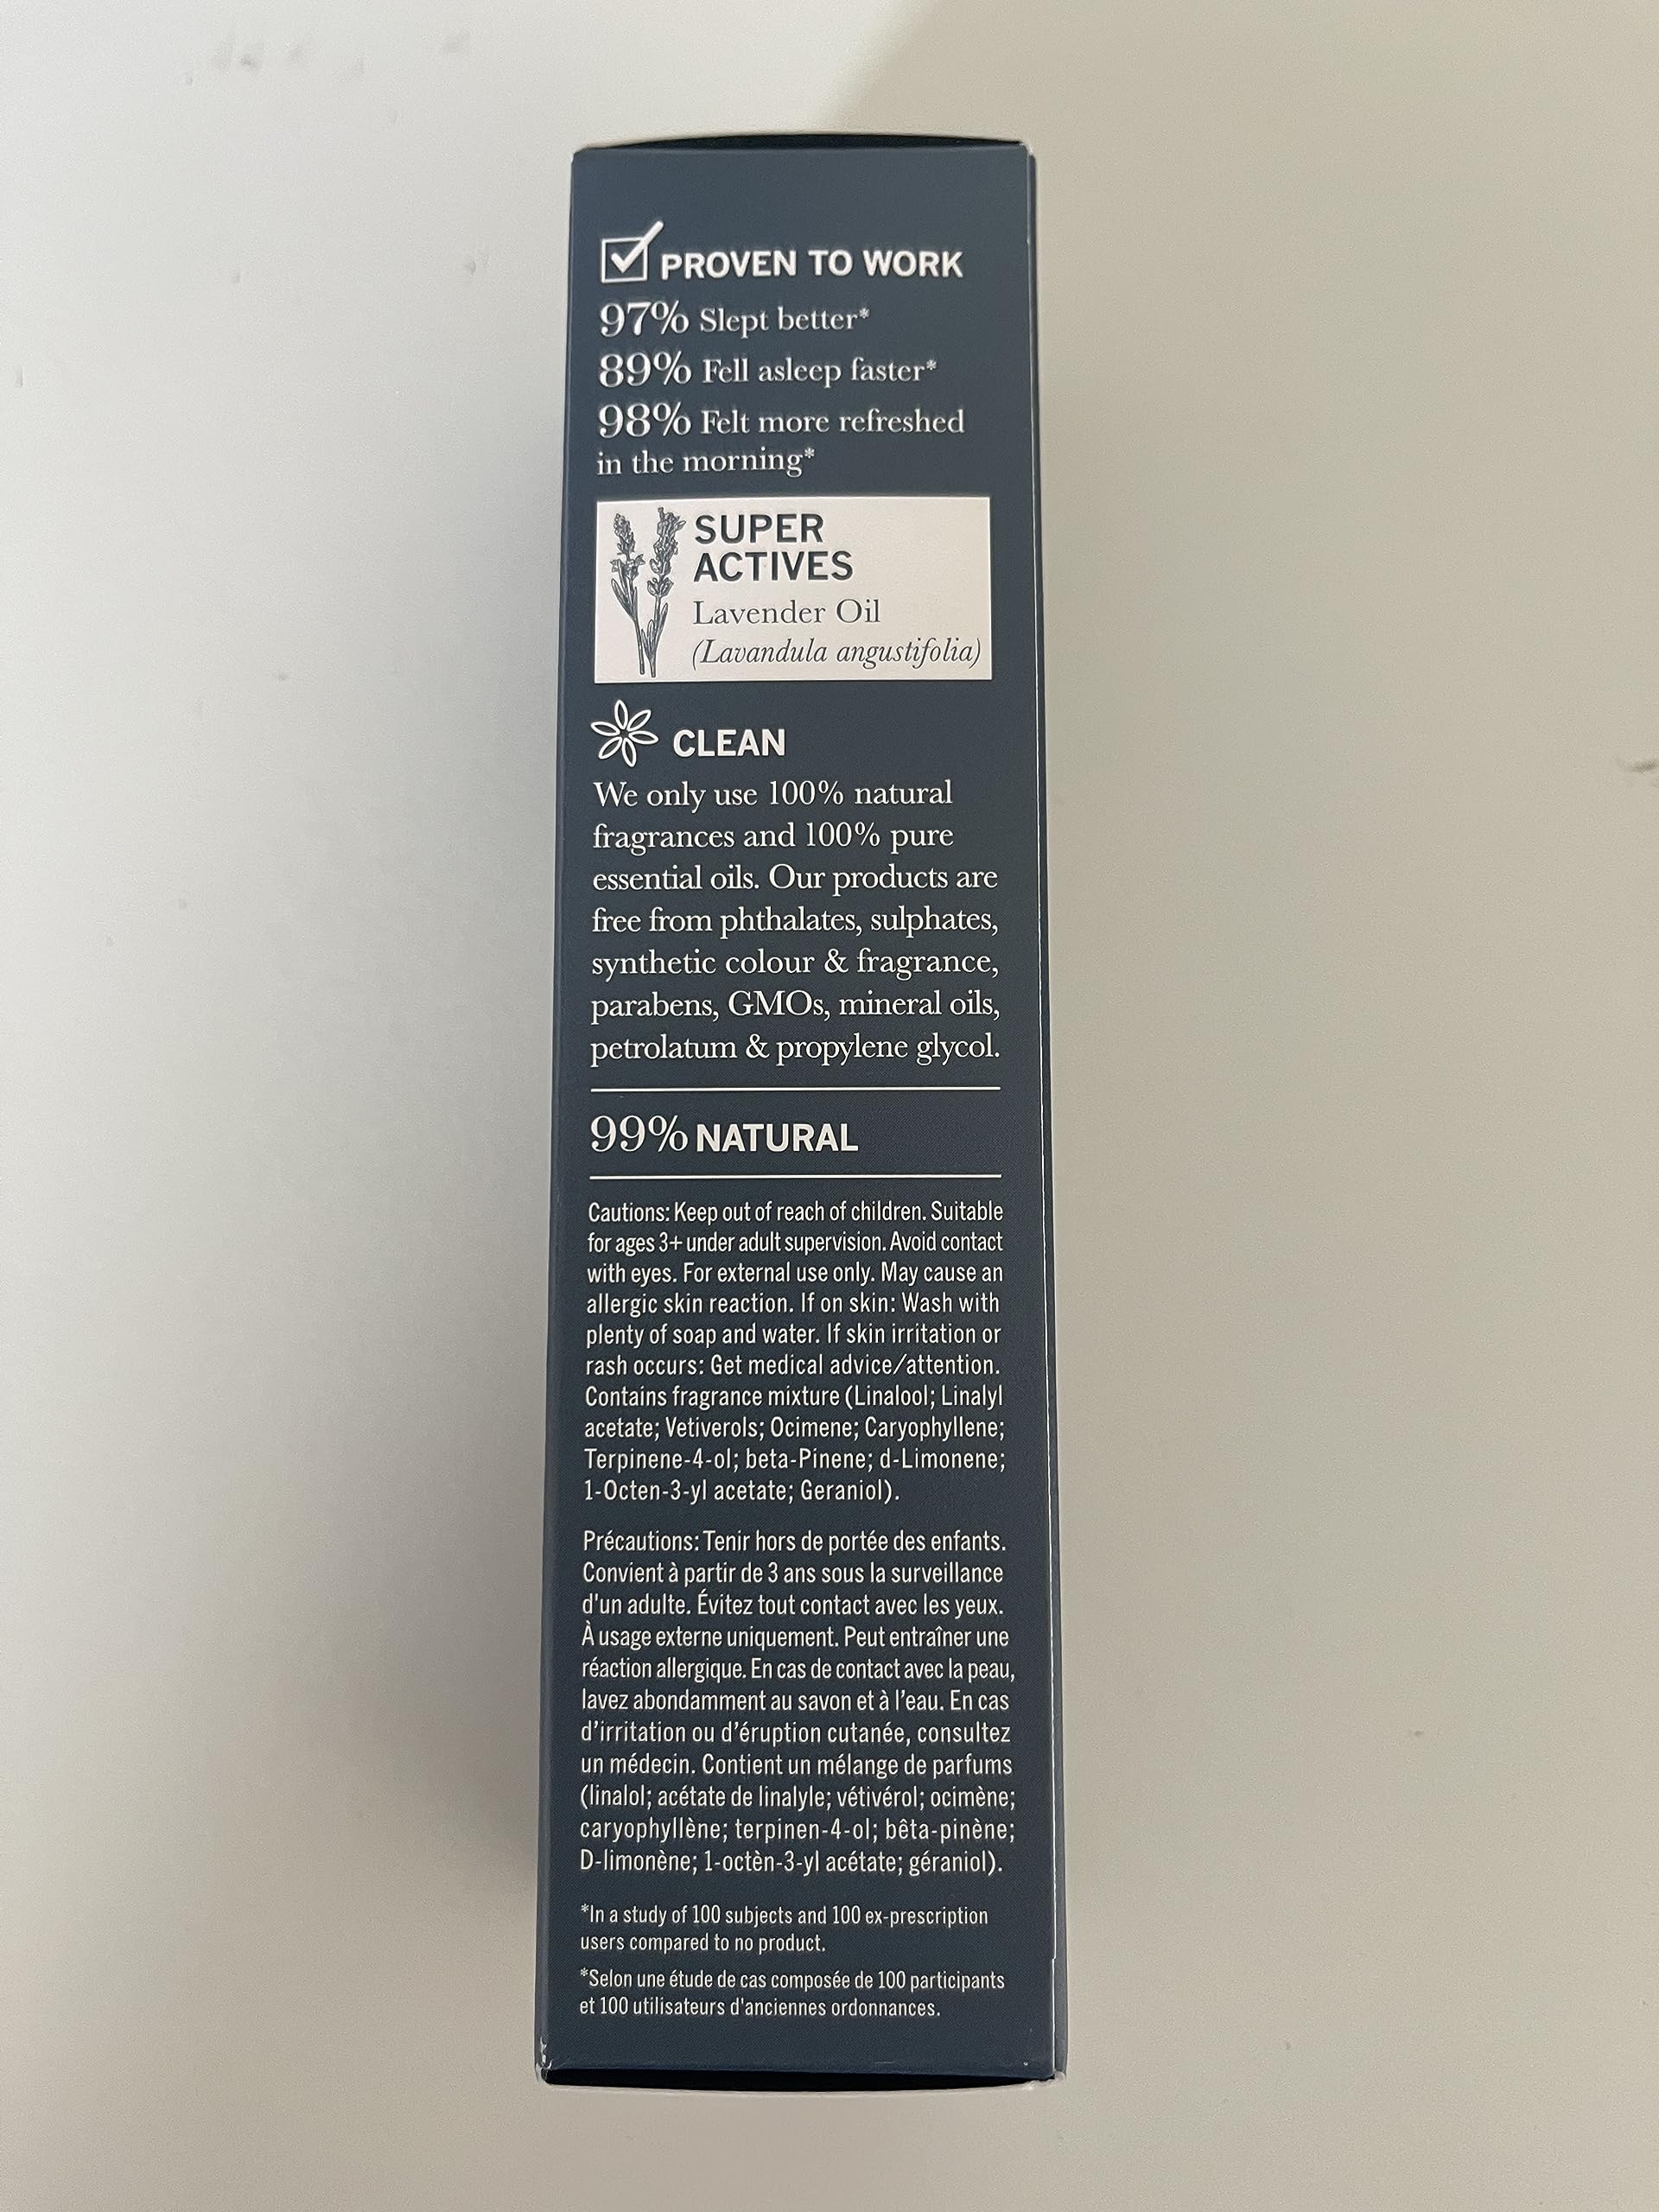 PROVEN TO WORK
97% Slept better*
89% Fell asleep faster*
98% Felt more refreshed
in the morning*
SUPER
ACTIVES
Lavender Oil
(Lavandula angustifolia)
CLEAN
We only use 100% natural
fragrances and 100% pure
essential oils. Our products are
free from phthalates, sulphates,
synthetic colour & fragrance,
parabens, GMOs, mineral oils,
petrolatum & propylene glycol.
99% NATURAL
Cautions: Keep out of reach of children. Suitable
for ages 3+ under adult supervision. Avoid contact
with eyes. For external use only. May cause an
allergic skin reaction. If on skin: Wash with
plenty of soap and water. If skin irritation or
rash occurs: Get medical advice/attention.
Contains fragrance mixture (Linalool; Linalyl
acetate; Vetiverols; Ocimene; Caryophyllene;
Terpinene-4-ol; beta-Pinene; d-Limonene;
1-Octen-3-yl acetate; Geraniol).
Précautions: Tenir hors de portée des enfants.
Convient à partir de 3 ans sous la surveillance
d'un adulte. Évitez tout contact avec les yeux.
À usage externe uniquement. Peut entraîner une
réaction allergique. En cas de contact avec la peau,
lavez abondamment au savon et à l'eau. En cas
d'irritation ou d'éruption cutanée, consultez
un médecin. Contient un mélange de parfums
(linalol; acétate de linalyle; vétivérol; ocimène;
caryophyllène; terpinen-4-ol; bêta-pinène;
D-limonène; 1-octèn-3-yl acétate; géraniol).
*In a study of 100 subjects and 100 ex-prescription
users compared to no product.
*Selon une étude de cas composée de 100 participants
et 100 utilisateurs d'anciennes ordonnances.